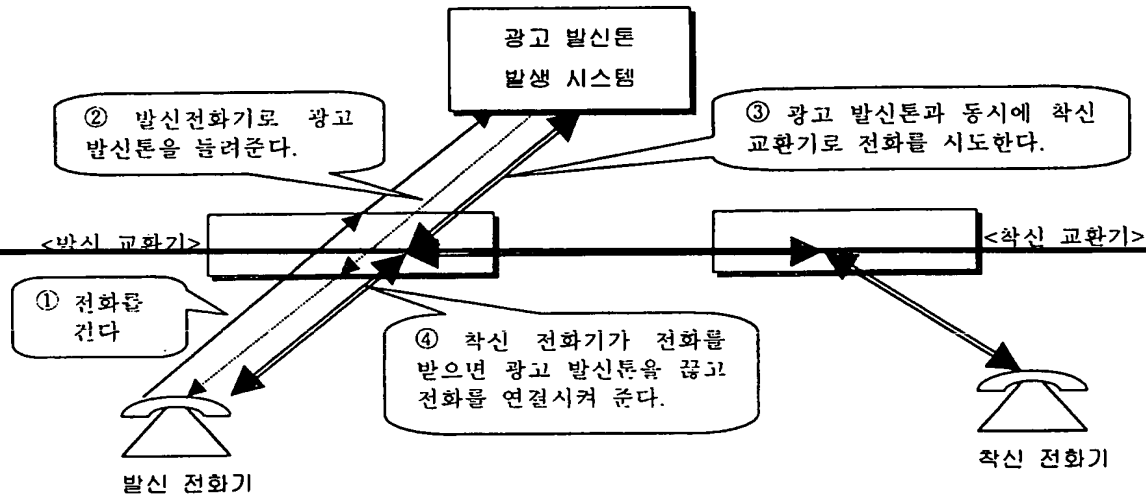 광고 발신톤
발생 시스템
② 발신전화기로 광고
발신톤을 들려준다.
③ 광고 발신톤과 동시에 착신
교환기로 전화를 시도한다.
<발신 교환기>
<착신 교환기>
① 전화를
건다
④ 착신 전화기가 전화를
받으면 광고 발신톤을 끊고
전화를 연결시켜 준다.
발신 전화기
착신 전화기